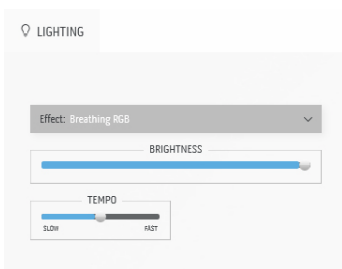 LIGHTING
Effect: Breathing RGB
BRIGHTNESS
TEMPO
SLOW FAST